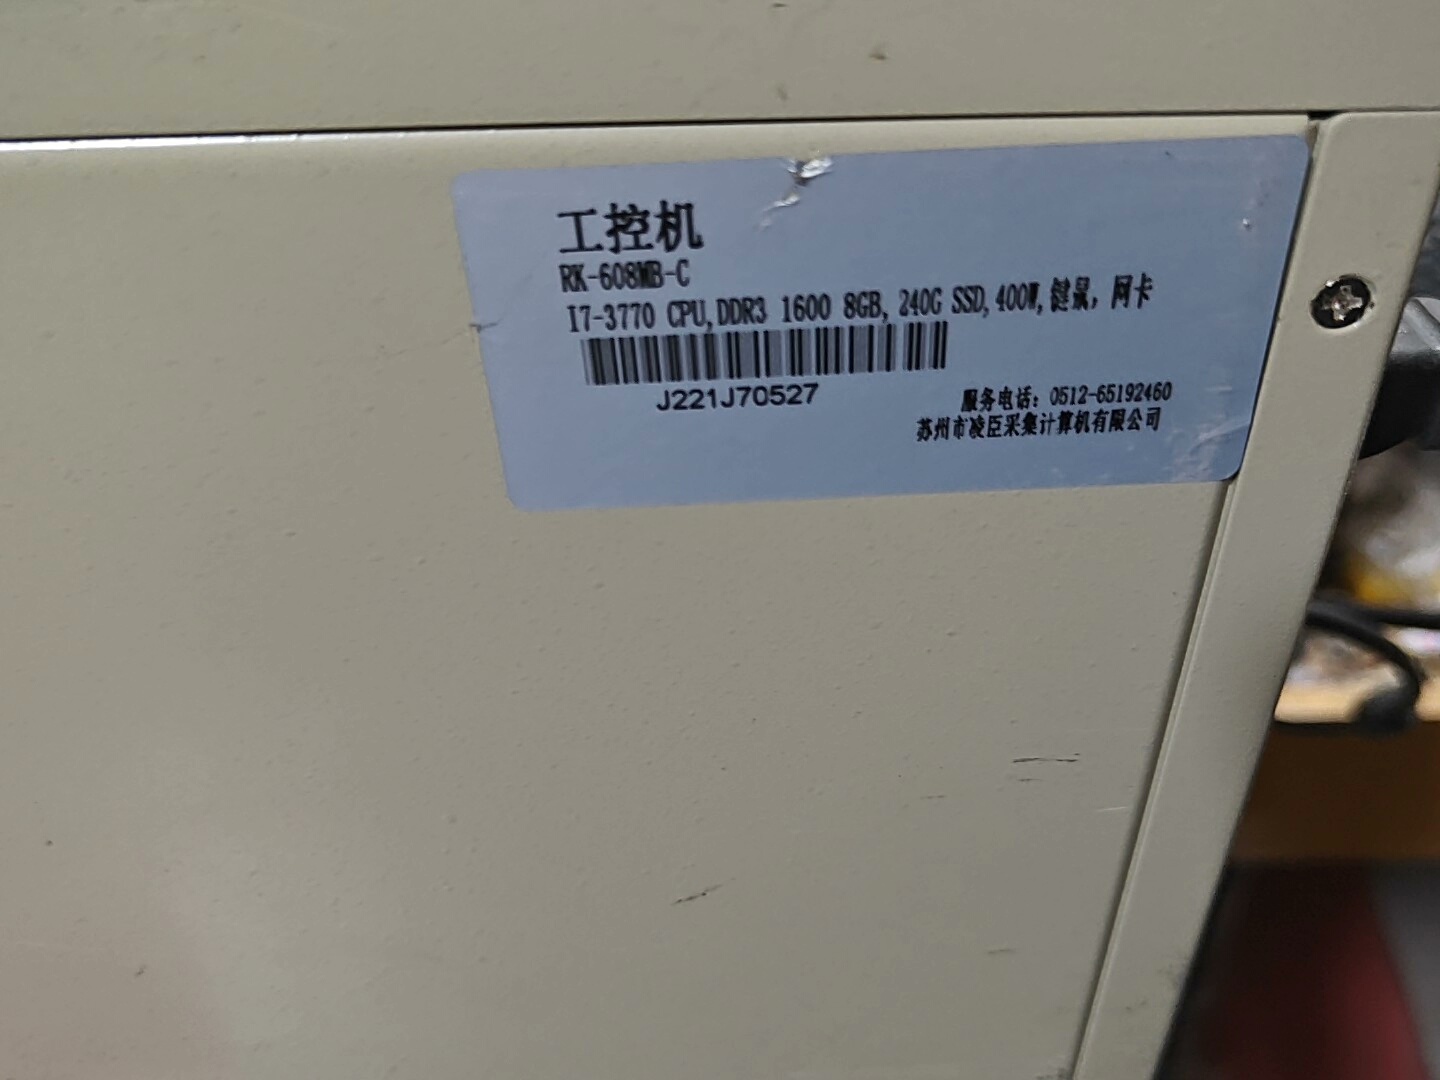 工控机
RK-608MB-C
I7-3770 CPU,DDR3 1600 8GB, 240G SSD,400W,健鼠，网卡
J221J70527
服务电话：0512-65192460
苏州市凌臣采集计算机有限公司